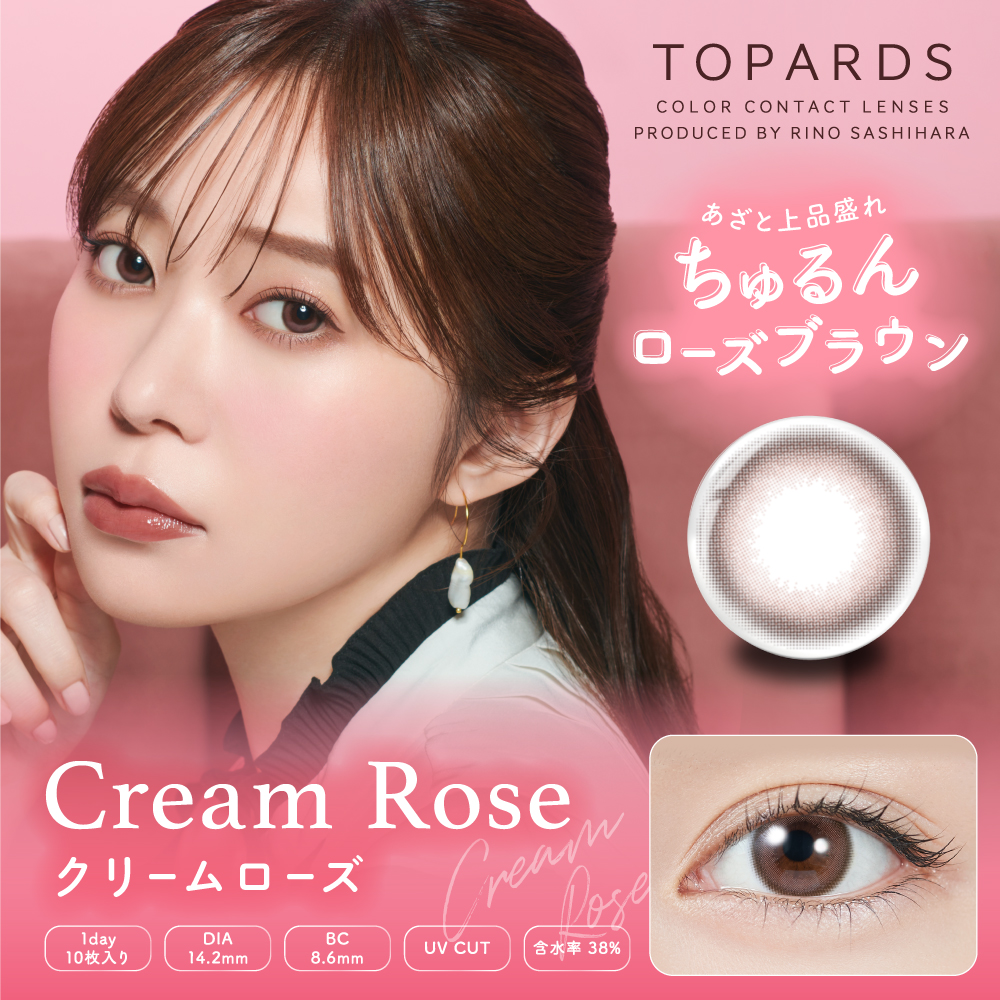 TOPARDS
COLOR CONTACT LENSES
PRODUCED BY RINO SASHIHARA
あざと上品盛れ
ちゅるん
ローズブラウン
Cream Rose
クリームローズ
Cream
Rose
1day
10枚入り
DIA
14.2mm
BC
8.6mm
UV CUT
含水率 38%